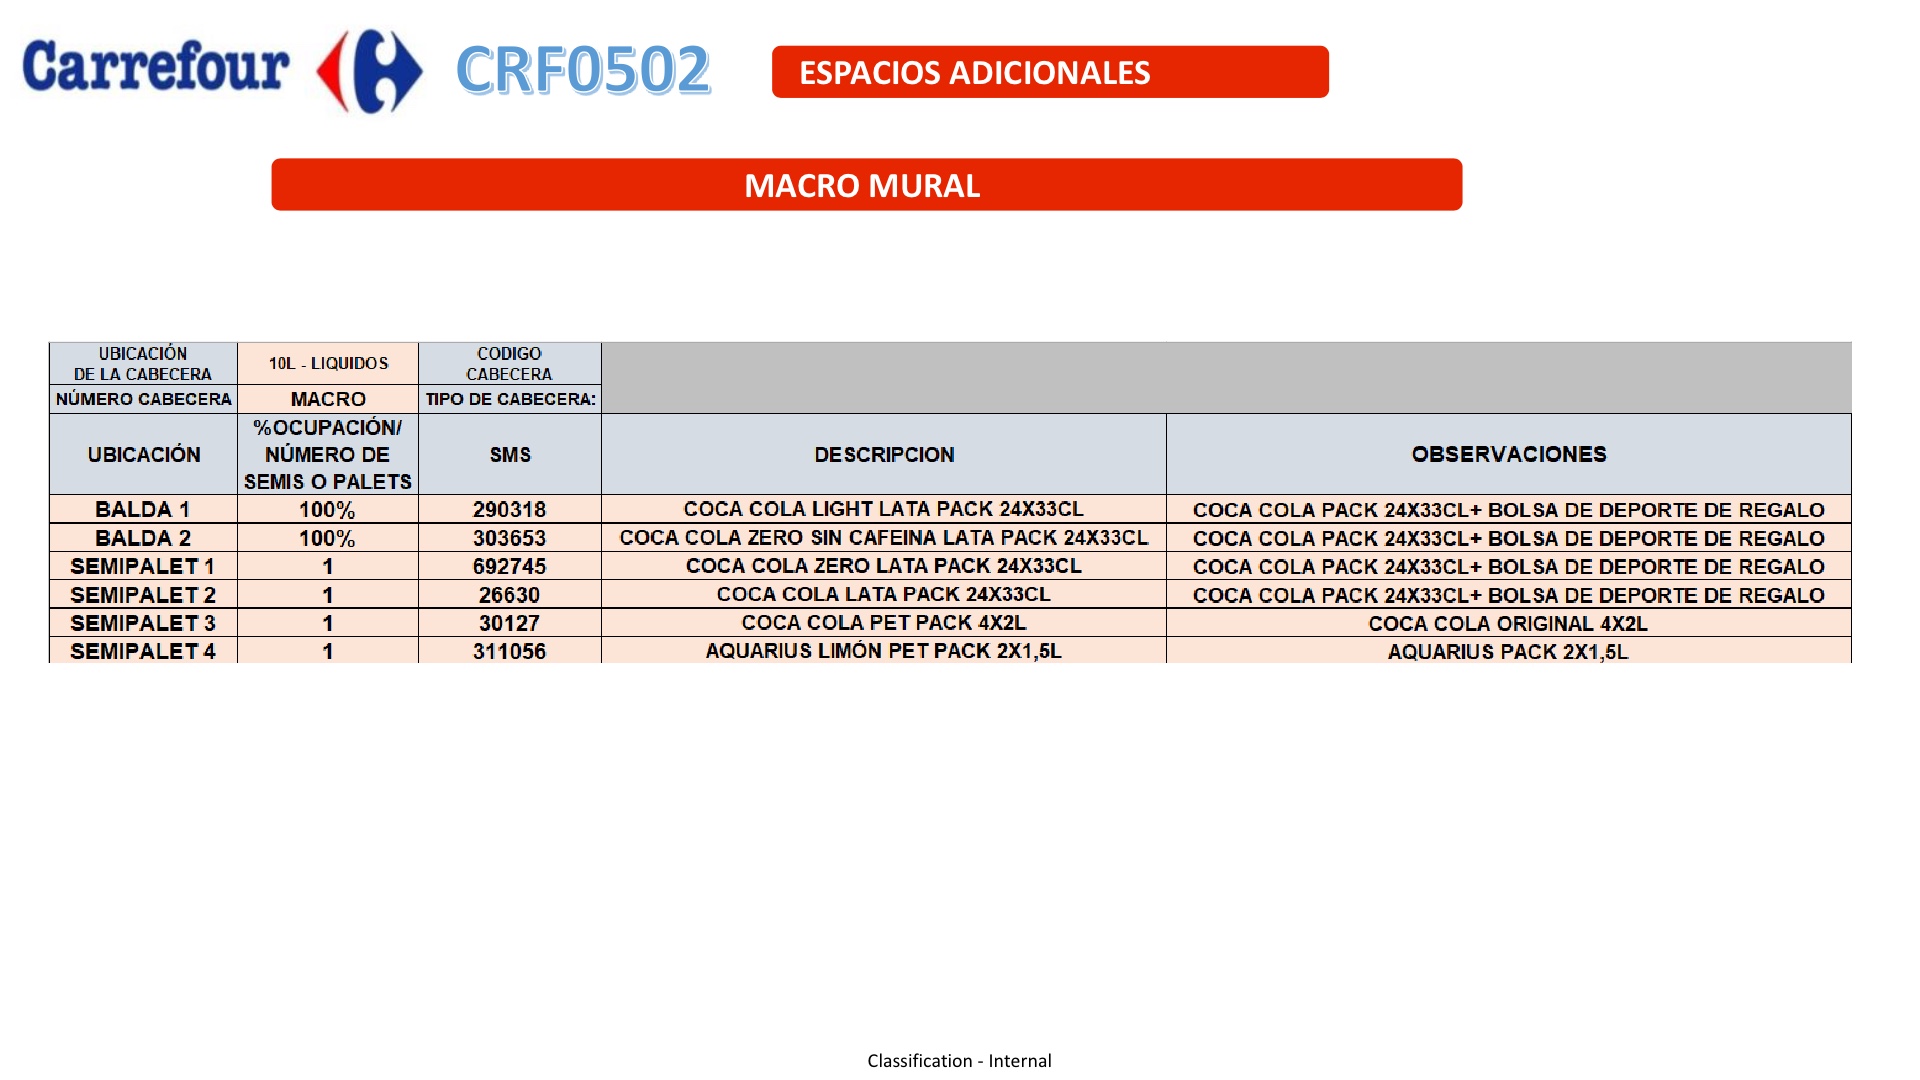 Carrefour CRF0502 ESPACIOS ADICIONALES
MACRO MURAL
UBICACIÓN
DE LA CABECERA
10L - LIQUIDOS
CODIGO
CABECERA
NÚMERO CABECERA MACRO TIPO DE CABECERA:
UBICACIÓN
%OCUPACIÓN/
NÚMERO DE
SEMIS O PALETS
SMS
DESCRIPCION
OBSERVACIONES
BALDA 1 100% 290318 COCA COLA LIGHT LATA PACK 24X33CL COCA COLA PACK 24X33CL+ BOLSA DE DEPORTE DE REGALO
BALDA 2 100% 303653 COCA COLA ZERO SIN CAFEINA LATA PACK 24X33CL COCA COLA PACK 24X33CL+ BOLSA DE DEPORTE DE REGALO
SEMIPALET 1 1 692745 COCA COLA ZERO LATA PACK 24X33CL COCA COLA PACK 24X33CL+ BOLSA DE DEPORTE DE REGALO
SEMIPALET 2 1 26630 COCA COLA LATA PACK 24X33CL COCA COLA PACK 24X33CL+ BOLSA DE DEPORTE DE REGALO
SEMIPALET 3 1 30127 COCA COLA PET PACK 4X2L COCA COLA ORIGINAL 4X2L
SEMIPALET 4 1 311056 AQUARIUS LIMÓN PET PACK 2X1,5L AQUARIUS PACK 2X1,5L
Classification - Internal